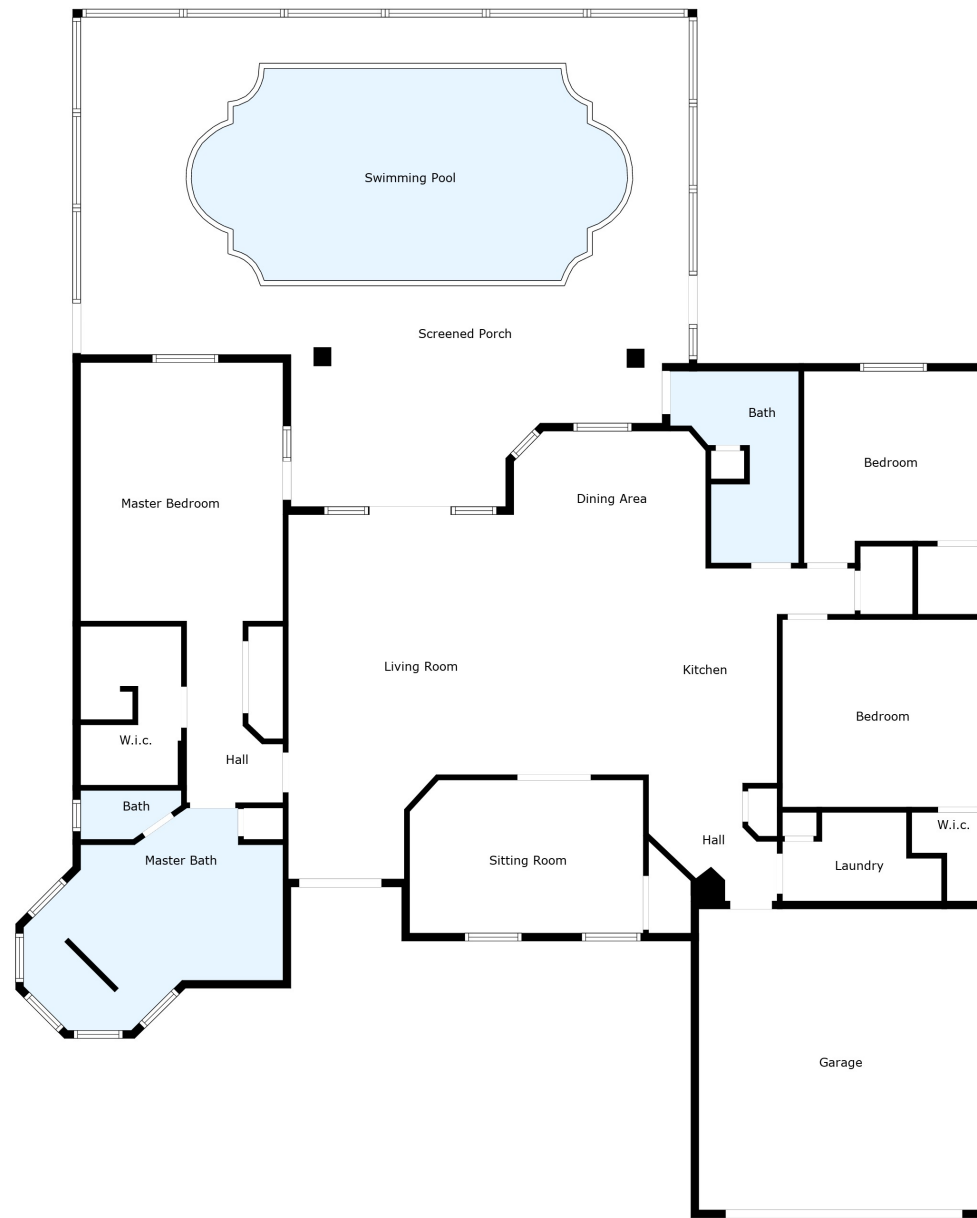 Swimming Pool
Screened Porch
Bath
Bedroom
Dining Area
Master Bedroom
Living Room
Kitchen
Bedroom
W.i.c.
Hall
Bath
W.i.c.
Hall
Master Bath
Sitting Room
Laundry
Garage